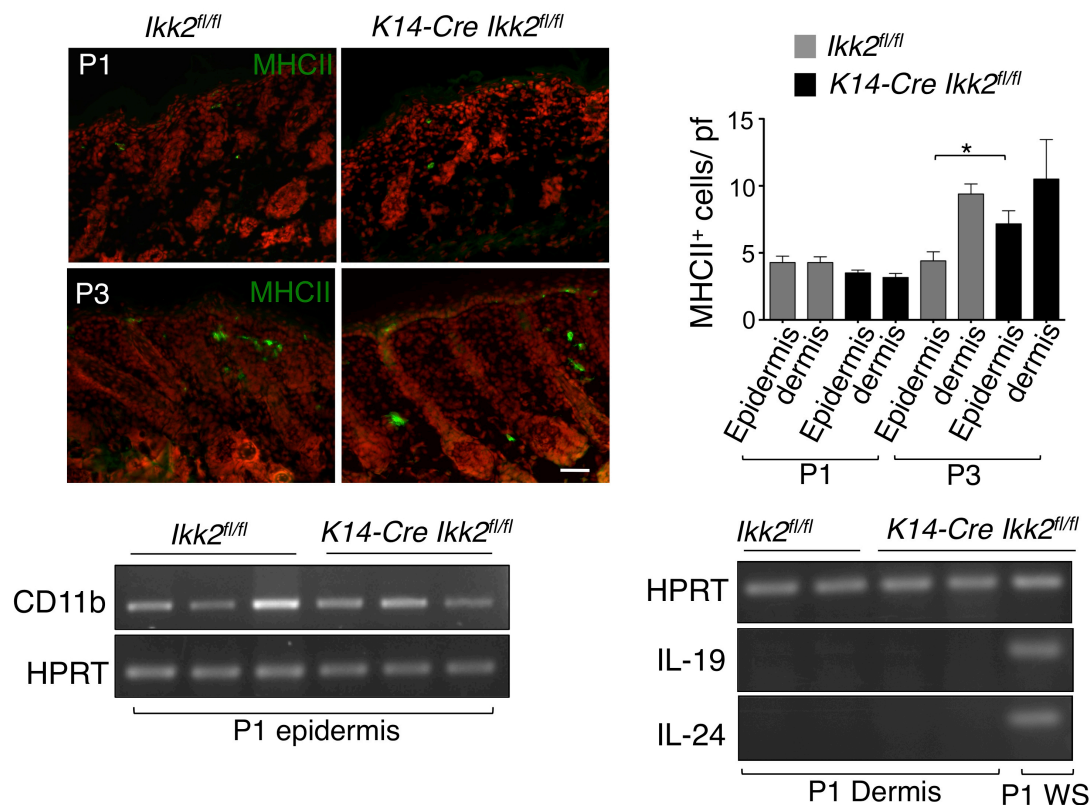 Ikk2fl/fl
K14-Cre Ikk2fl/fl
P1
MHCII
P3
MHCII
Ikk2fl/fl
K14-Cre Ikk2fl/fl
MHCII+ cells/ pf
15
10
5
0
*
Epidermis
dermis
Epidermis
dermis
Epidermis
dermis
Epidermis
dermis
P1
P3
Ikk2fl/fl
K14-Cre Ikk2fl/fl
CD11b
HPRT
P1 epidermis
Ikk2fl/fl
K14-Cre Ikk2fl/fl
HPRT
IL-19
IL-24
P1 Dermis
P1 WS